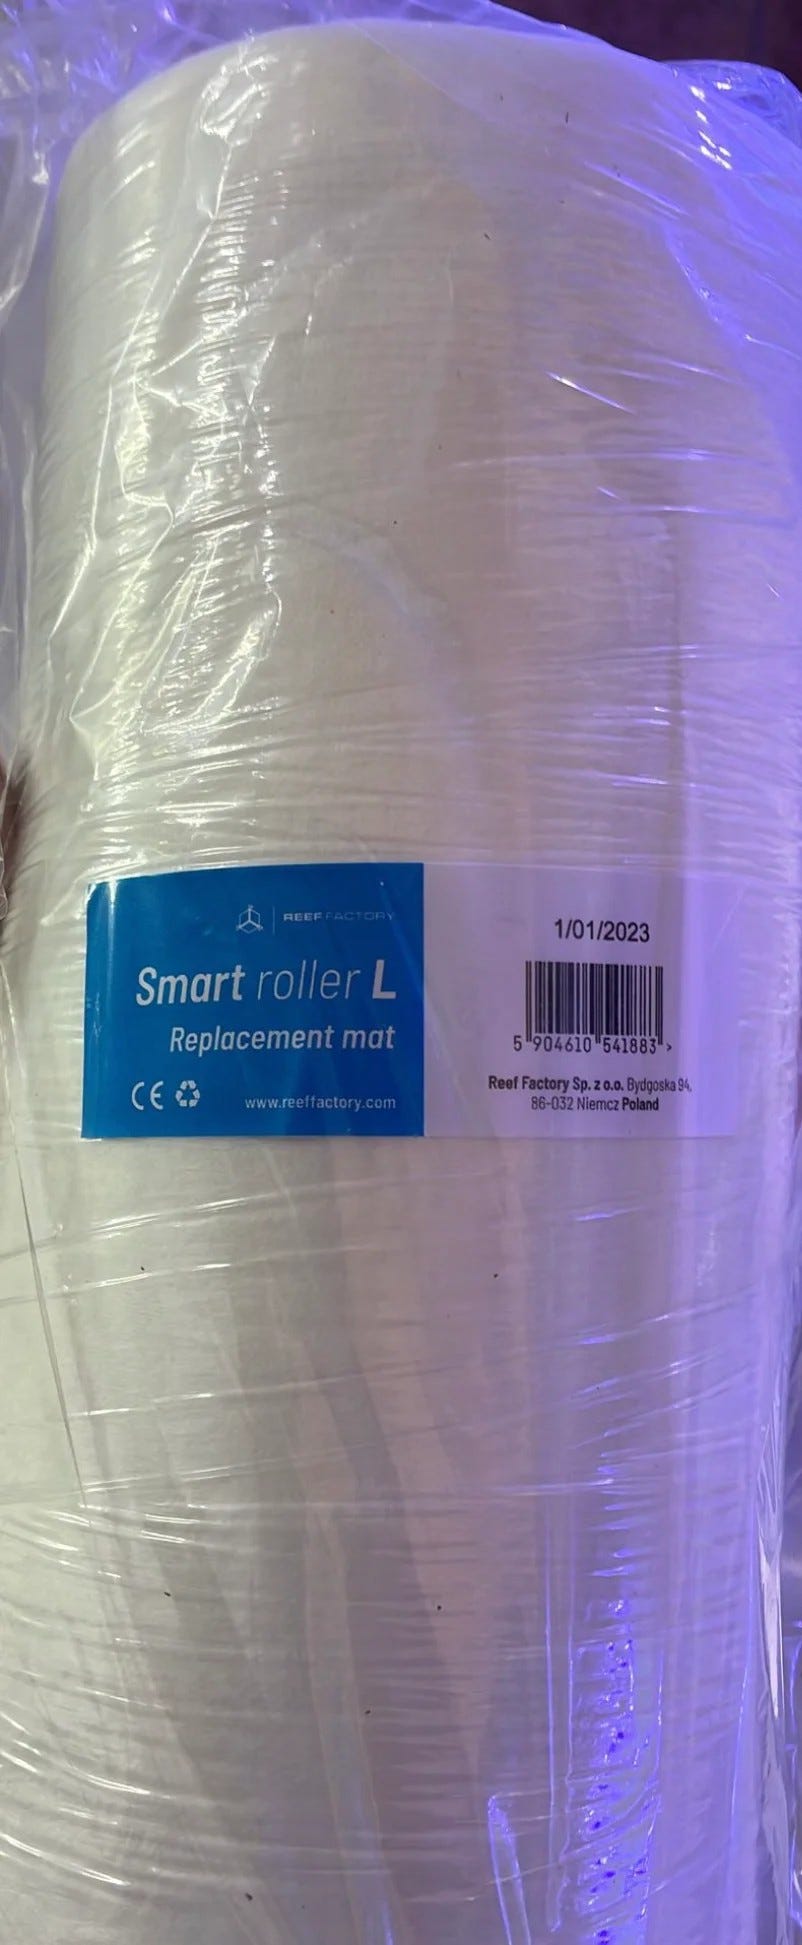 REEF FACTORY
Smart roller L
Replacement mat
CE
www.reeffactory.com
1/01/2023
5 904610 541883 >
Reef Factory Sp. z o.o. Bydgoska 94,
86-032 Niemcz Poland